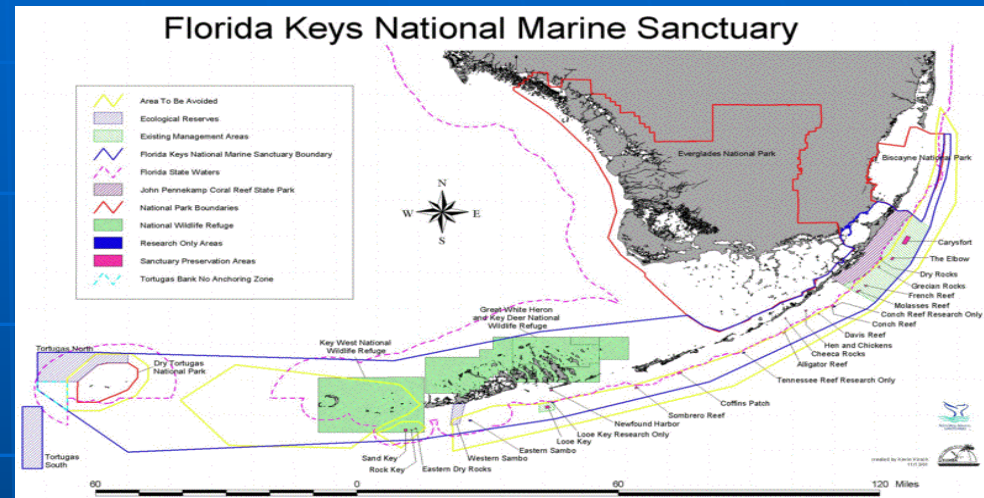 Florida Keys National Marine Sanctuary
Area To Be Avoided
Ecological Reserves
Existing Management Areas
Florida Keys National Marine Sanctuary Boundary
Florida State Waters
John Pennekamp Coral Reef State Park
National Park Boundaries
National Wildlife Refuge
Research Only Areas
Sanctuary Preservation Areas
Tortugas Bank No Anchoring Zone
N
W
E
S
Everglades National Park
Biscayne National Park
Carysfort
The Elbow
Dry Rocks
Grecian Rocks
French Reef
Molasses Reef
Conch Reef Research Only
Conch Reef
Davis Reef
Hen and Chickens
Cheeca Rocks
Alligator Reef
Tennessee Reef Research Only
Coffins Patch
Sombrero Reef
Great White Heron
and Key Deer National
Wildlife Refuge
Key West National
Wildlife Refuge
Tortugas North
Dry Tortugas
National Park
Newfound Harbor
Looe Key Research Only
Looe Key
Eastern Sambo
Western Sambo
Eastern Dry Rocks
Sand Key
Rock Key
Tortugas
South
60
0
60
120 Miles